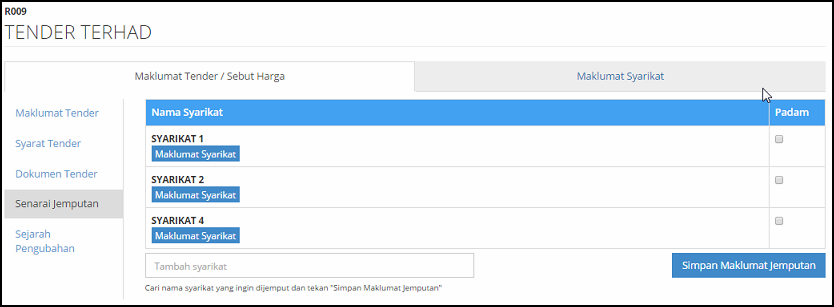 R009
TENDER TERHAD
Maklumat Tender / Sebut Harga
Maklumat Syarikat
Maklumat Tender
Syarat Tender
Dokumen Tender
Senarai Jemputan
Sejarah
Pengubahan
Nama Syarikat
Padam
SYARIKAT 1
Maklumat Syarikat
SYARIKAT 2
Maklumat Syarikat
SYARIKAT 4
Maklumat Syarikat
Tambah syarikat
Simpan Maklumat Jemputan
Cari nama syarikat yang ingin dijemput dan tekan "Simpan Maklumat Jemputan"